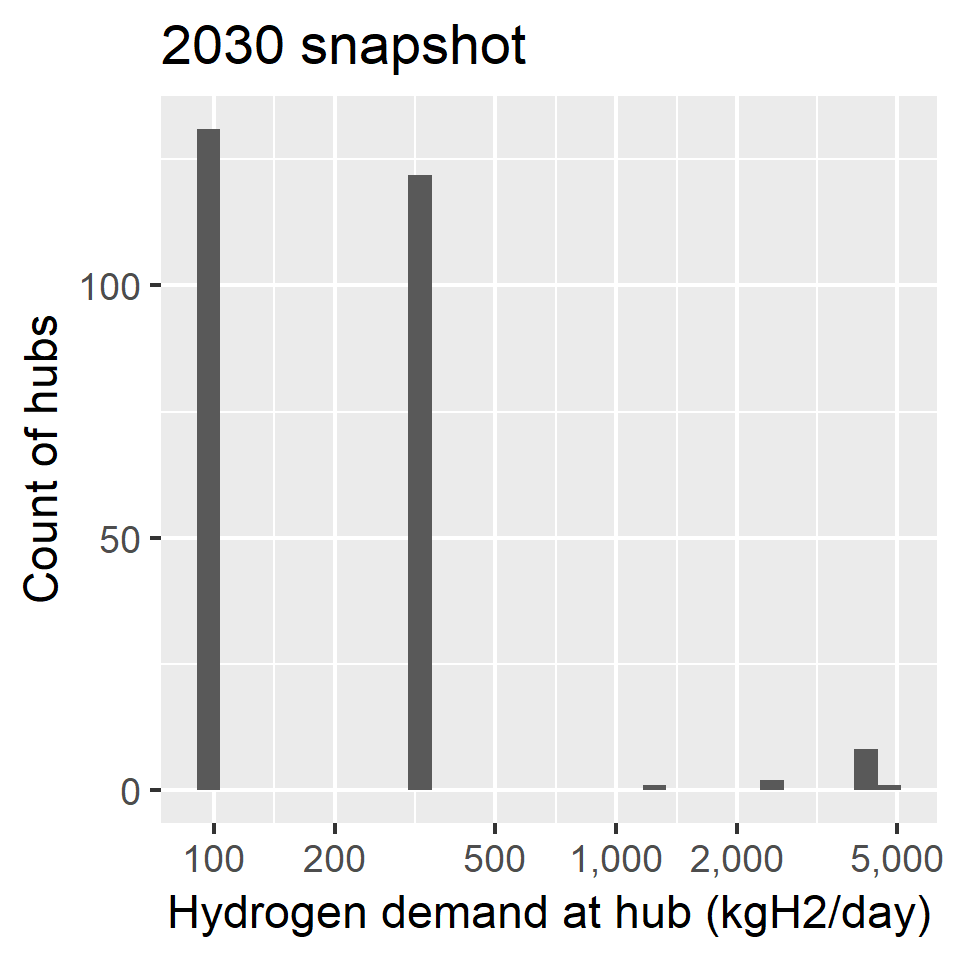 2030 snapshot
Count of hubs
100
50
0
100 200 500 1,000 2,000 5,000
Hydrogen demand at hub (kgH2/day)